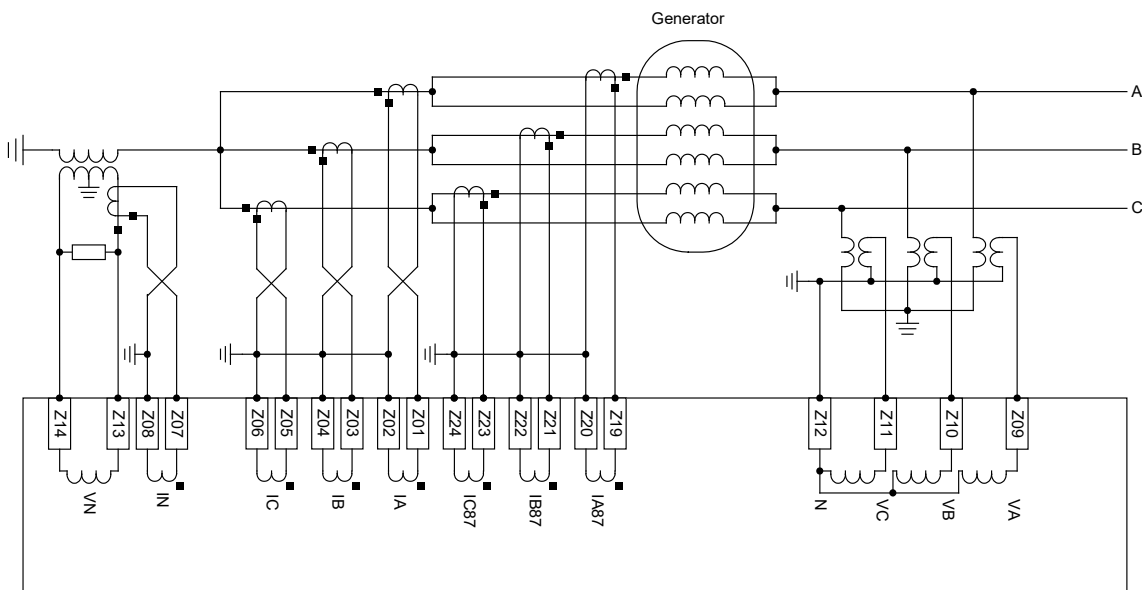 Generator
A
B
C
Z14
Z13
Z08
Z07
Z06
Z05
Z04
Z03
Z02
Z01
Z24
Z23
Z22
Z21
Z20
Z19
Z12
Z11
Z10
Z09
VN
IN
IC
IB
IA
IC87
IB87
IA87
N
VC
VB
VA